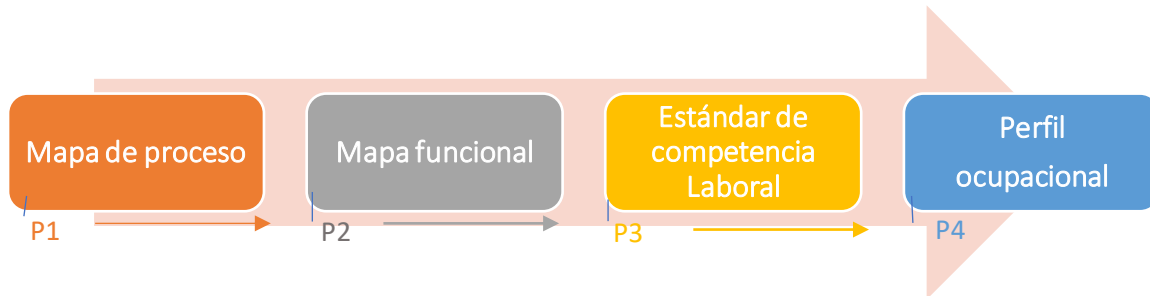 Mapa de proceso
Mapa funcional
Estándar de
competencia
Laboral
Perfil
ocupacional
P1
P2
P3
P4